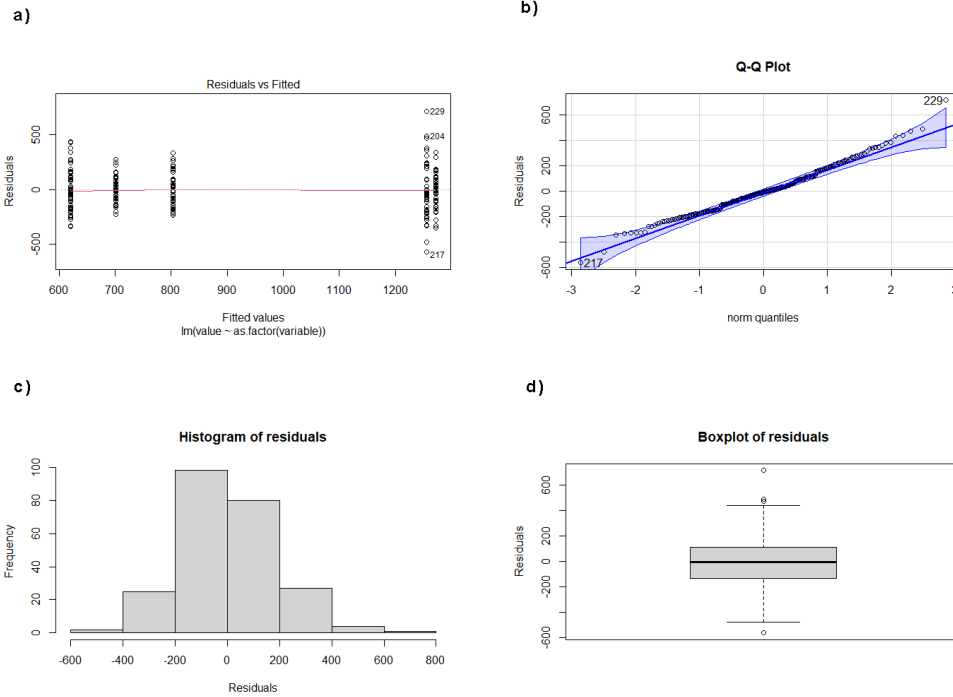 a)
Residuals vs Fitted
Residuals
500
0
-500
229
204
217
600
700
800
900
1000
1100
1200
Fitted values
lm(value ~ as.factor(variable))
b)
Q-Q Plot
Residuals
600
200
0
-200
-600
229
217
-3
-2
-1
0
1
2
3
norm quantiles
c)
Histogram of residuals
Frequency
100
80
60
40
20
0
-600
-400
-200
0
200
400
600
800
Residuals
d)
Boxplot of residuals
Residuals
600
200
0
-200
-600